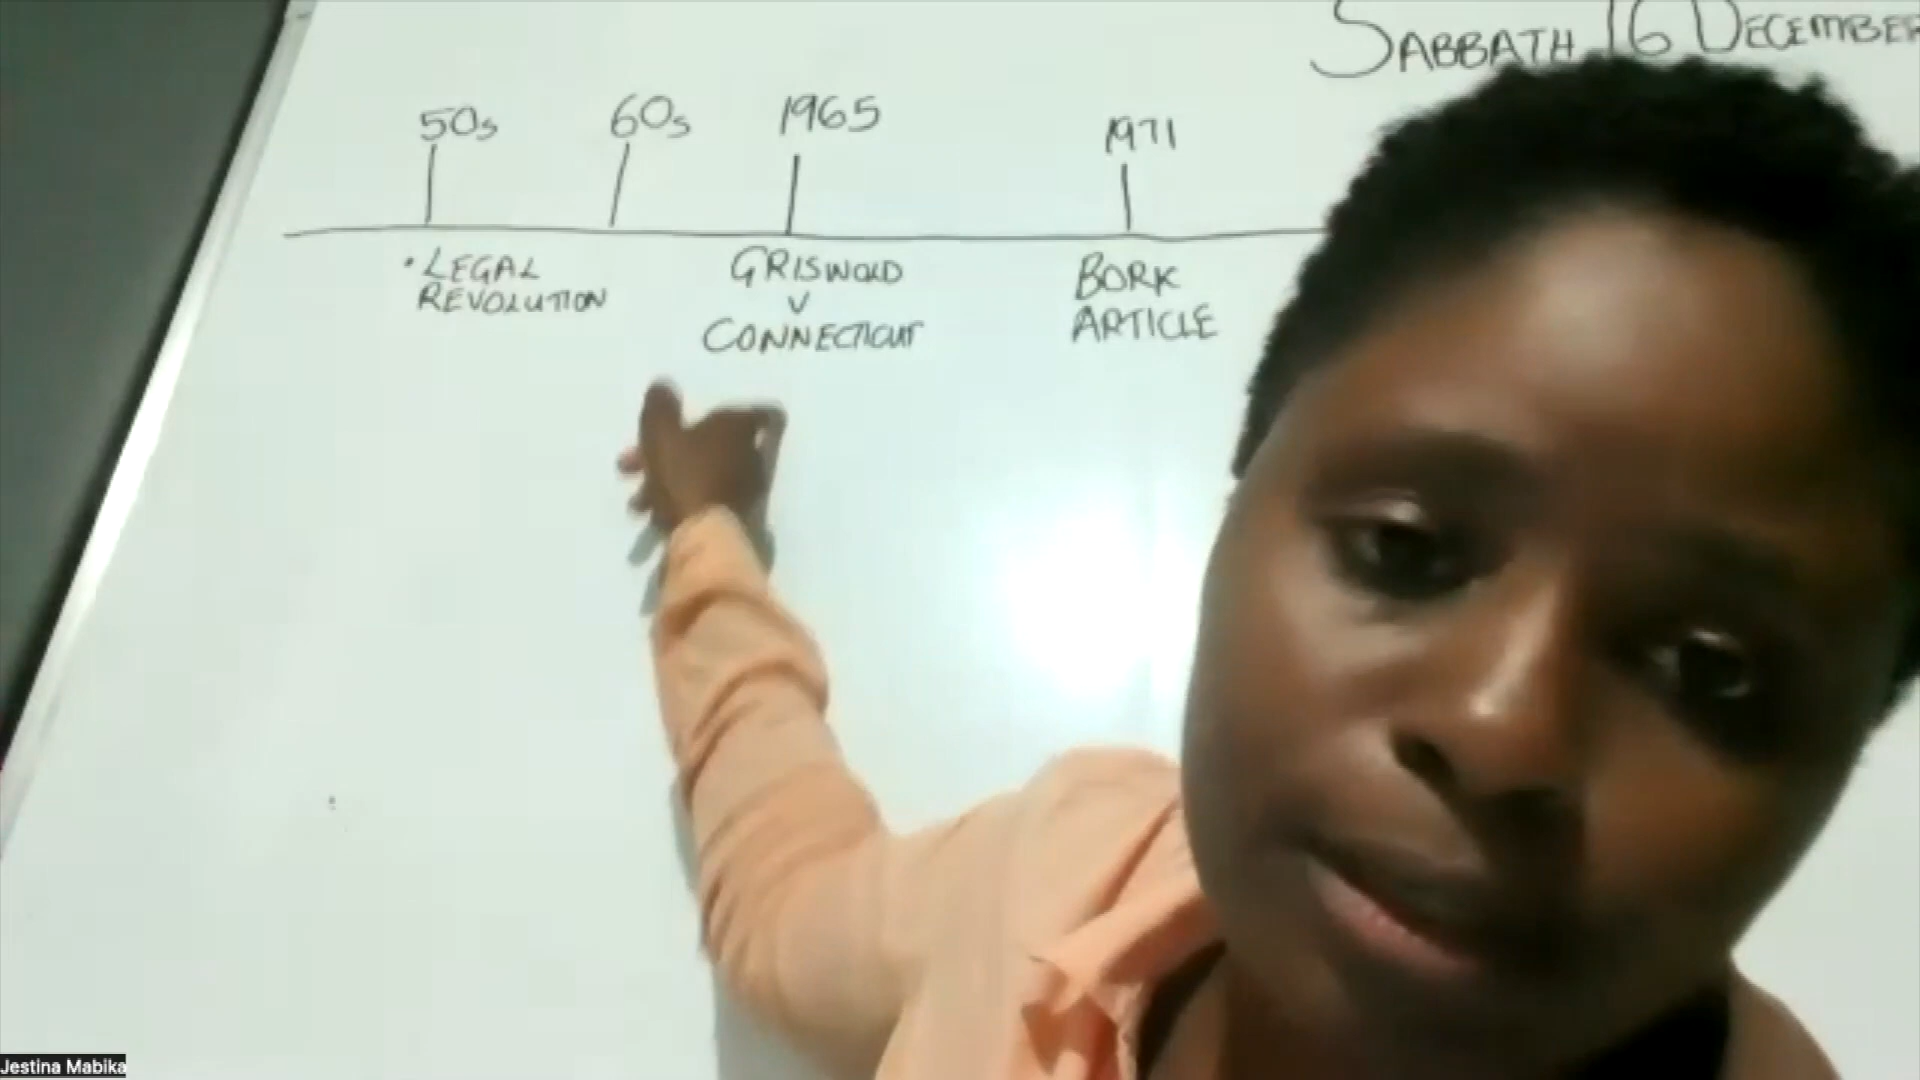 SABBATH 16 DECEMBER
50s 60s 1965 1971
• LEGAL
REVOLUTION
GRISWOLD
V
CONNECTICUT
BORK
ARTICLE
Jestina Mabika